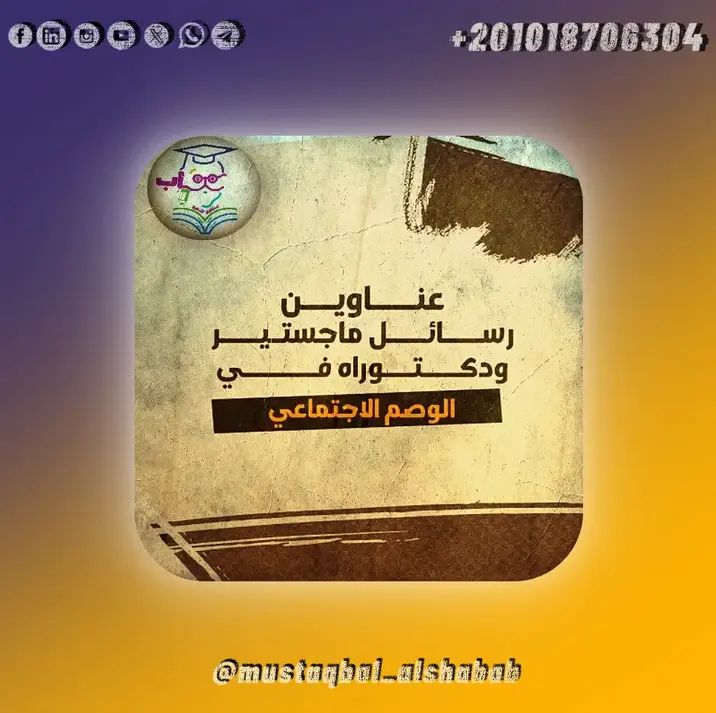 +201018706304
عناوين
رسائل ماجستير
ودكتوراه في
الوصم الاجتماعي
@mustaqbal_alshabab